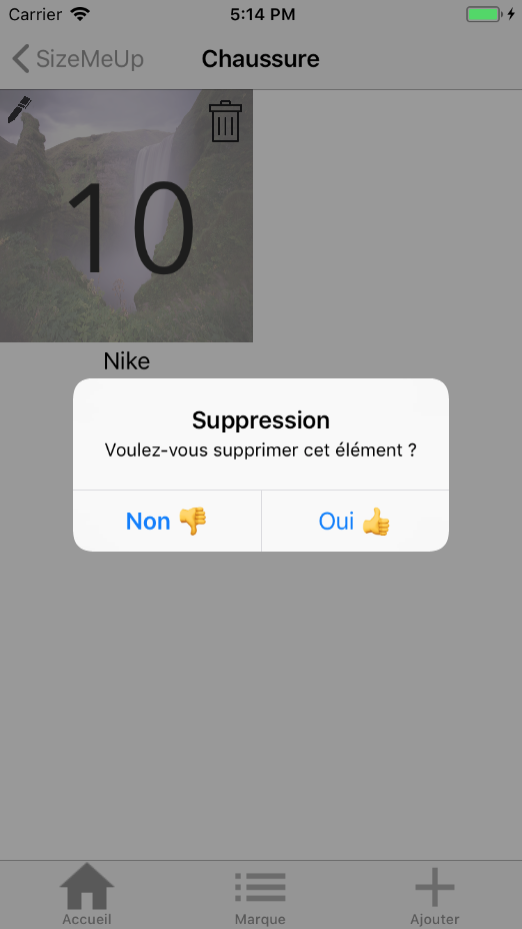 Carrier 5:14 PM
SizeMeUp Chaussure
10
Nike
Suppression
Voulez-vous supprimer cet élément ?
Non 👎 Oui 👍
Accueil Marque Ajouter